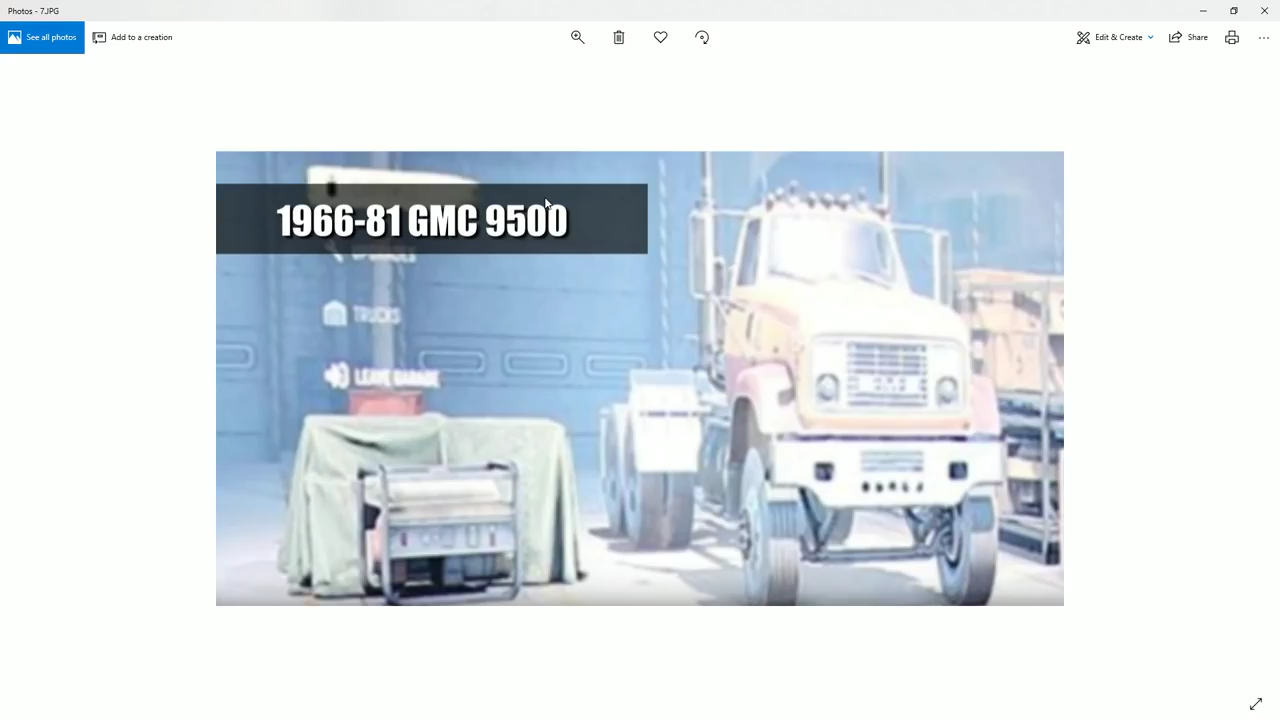 Photos - 7.JPG
See all photos
Add to a creation
Edit & Create
Share
1966-81 GMC 9500
TRUCKS
LEAVE GARAGE